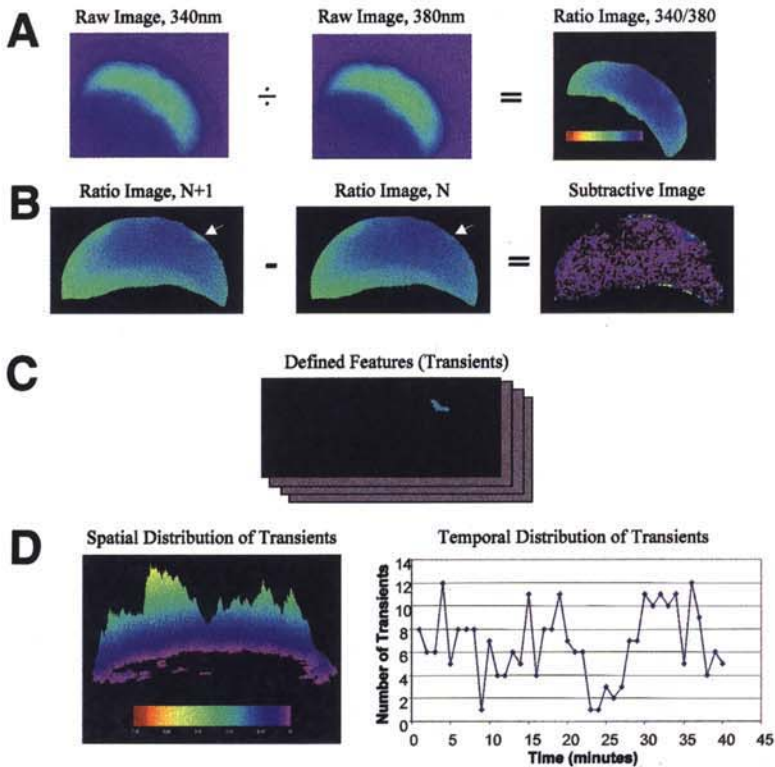 A
Raw Image, 340nm
Raw Image, 380nm
Ratio Image, 340/380
÷
=
B
Ratio Image, N+1
Ratio Image, N
Subtractive Image
-
=
C
Defined Features (Transients)
D
Spatial Distribution of Transients
Temporal Distribution of Transients
Number of Transients
14
12
10
8
6
4
2
0
0 5 10 15 20 25 30 35 40 45
Time (minutes)